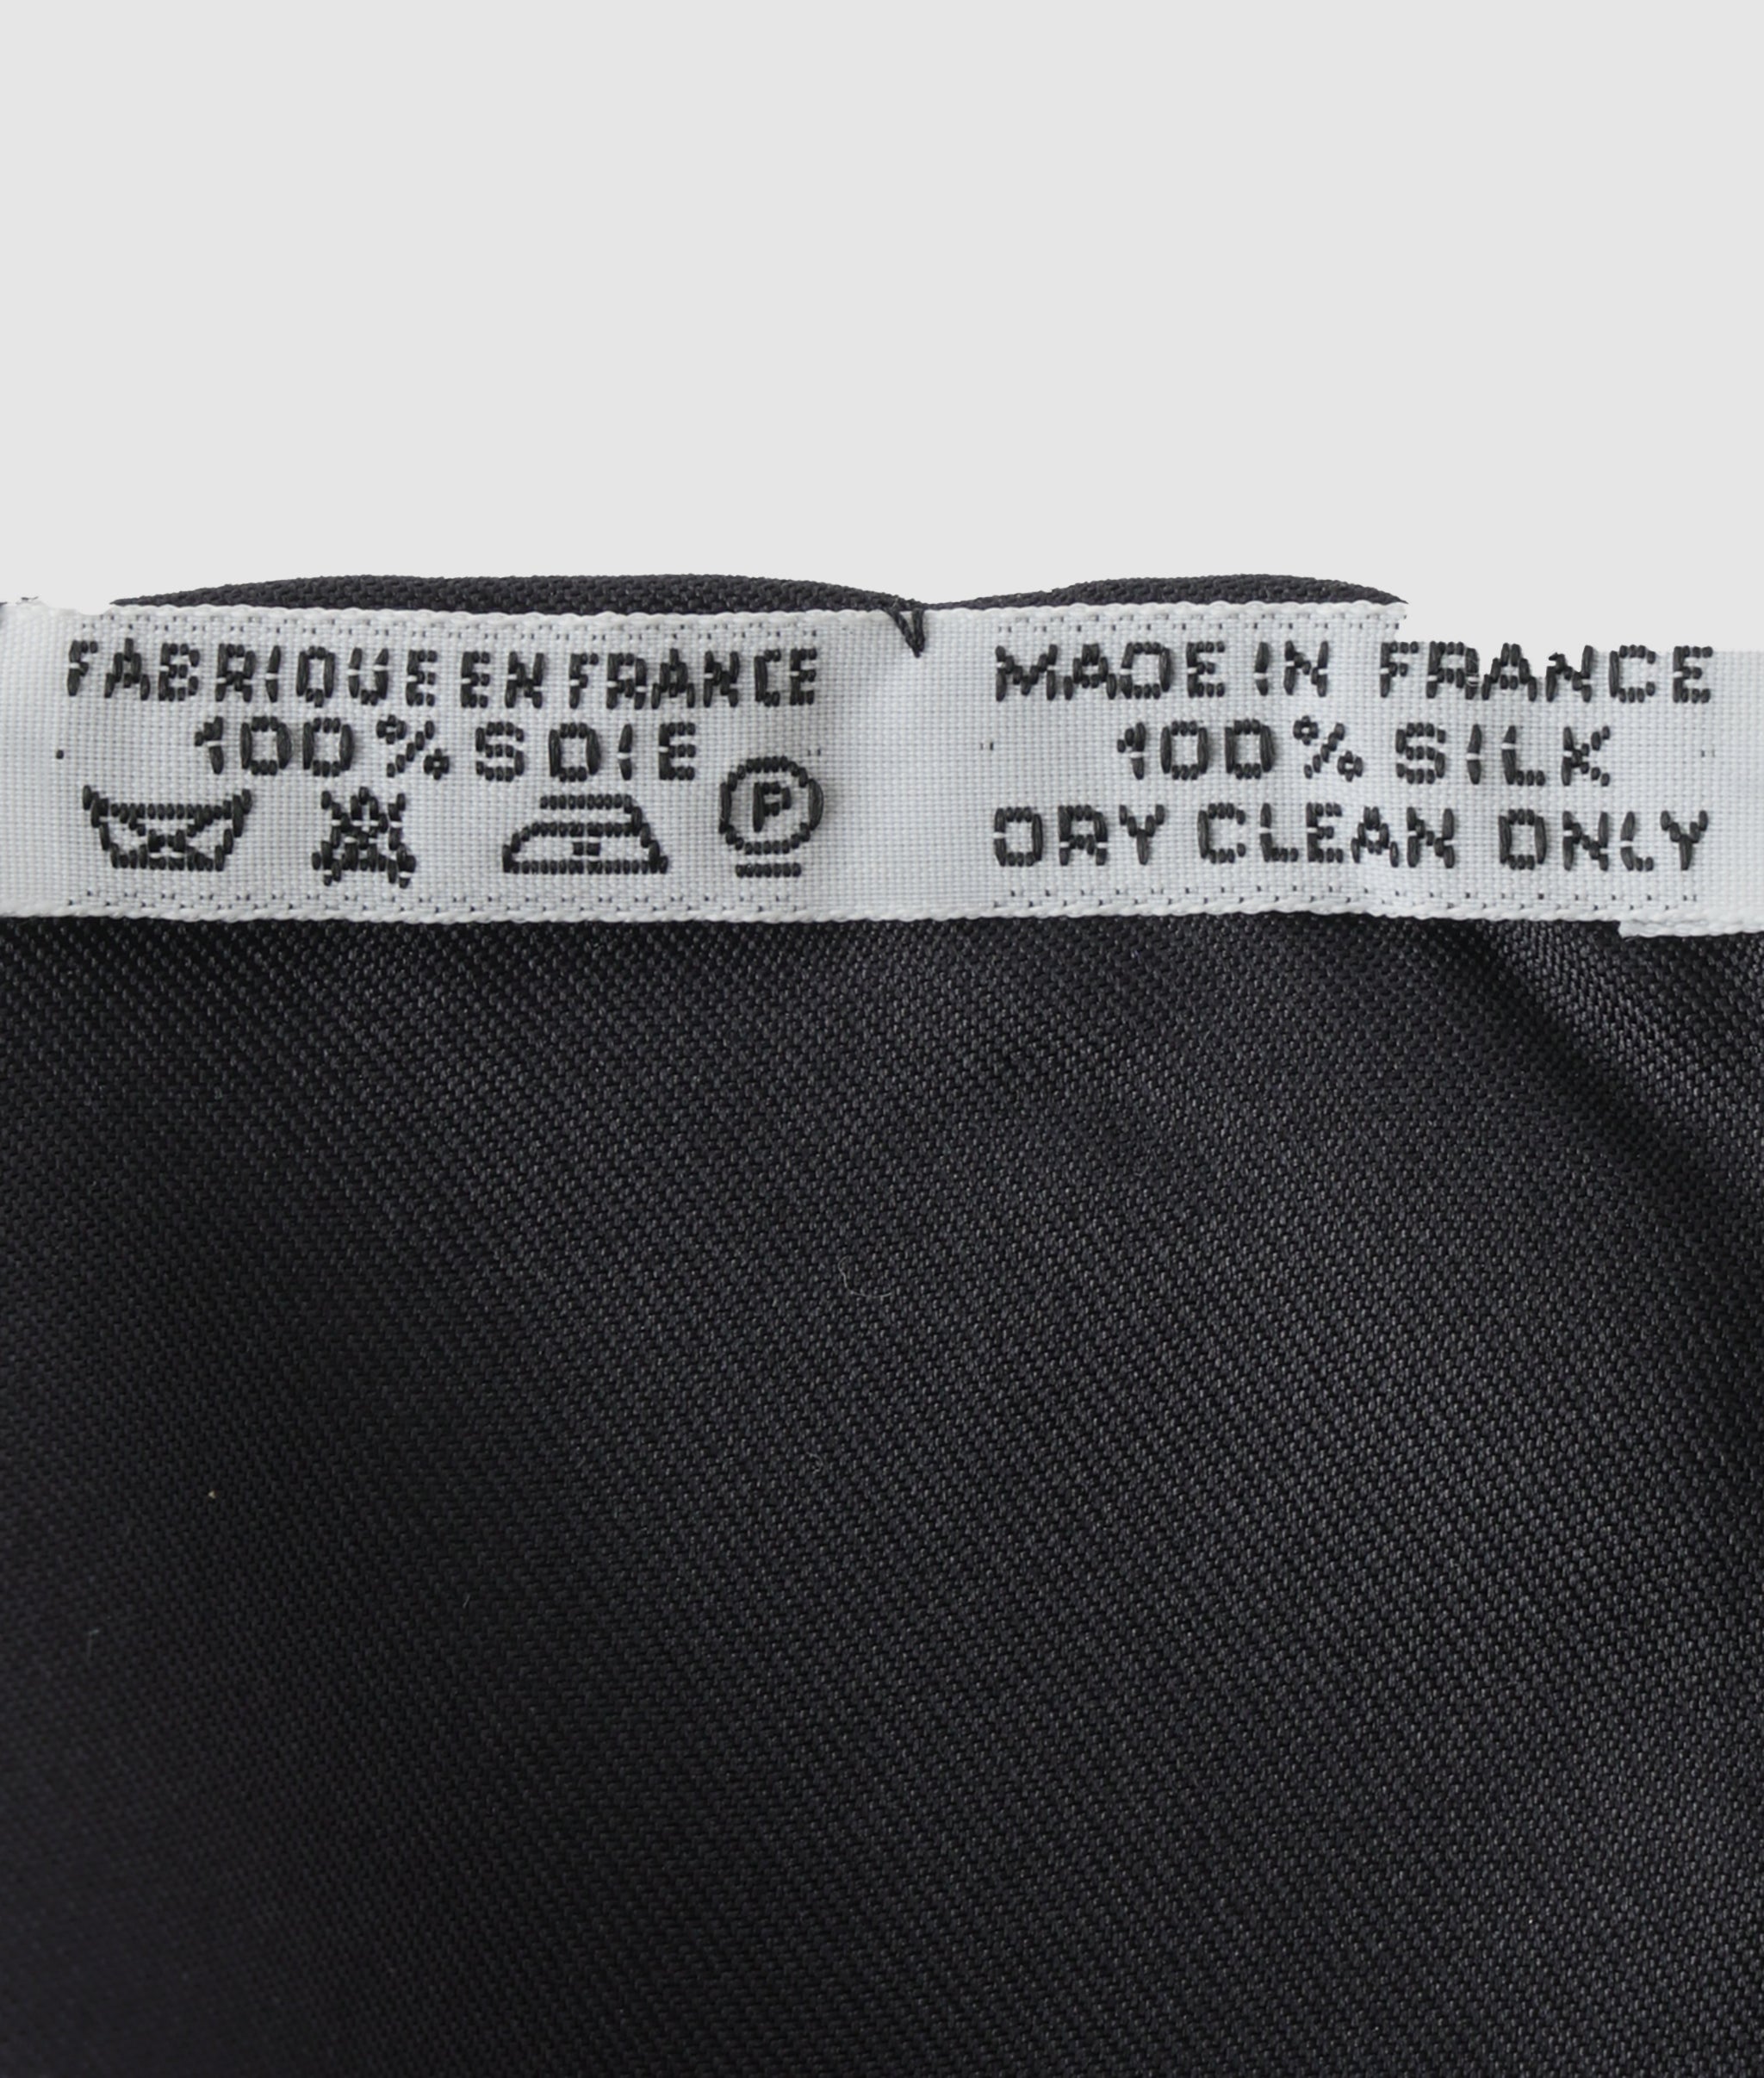 FABRIQUE EN FRANCE
100% SOIE
P
MADE IN FRANCE
100% SILK
DRY CLEAN ONLY